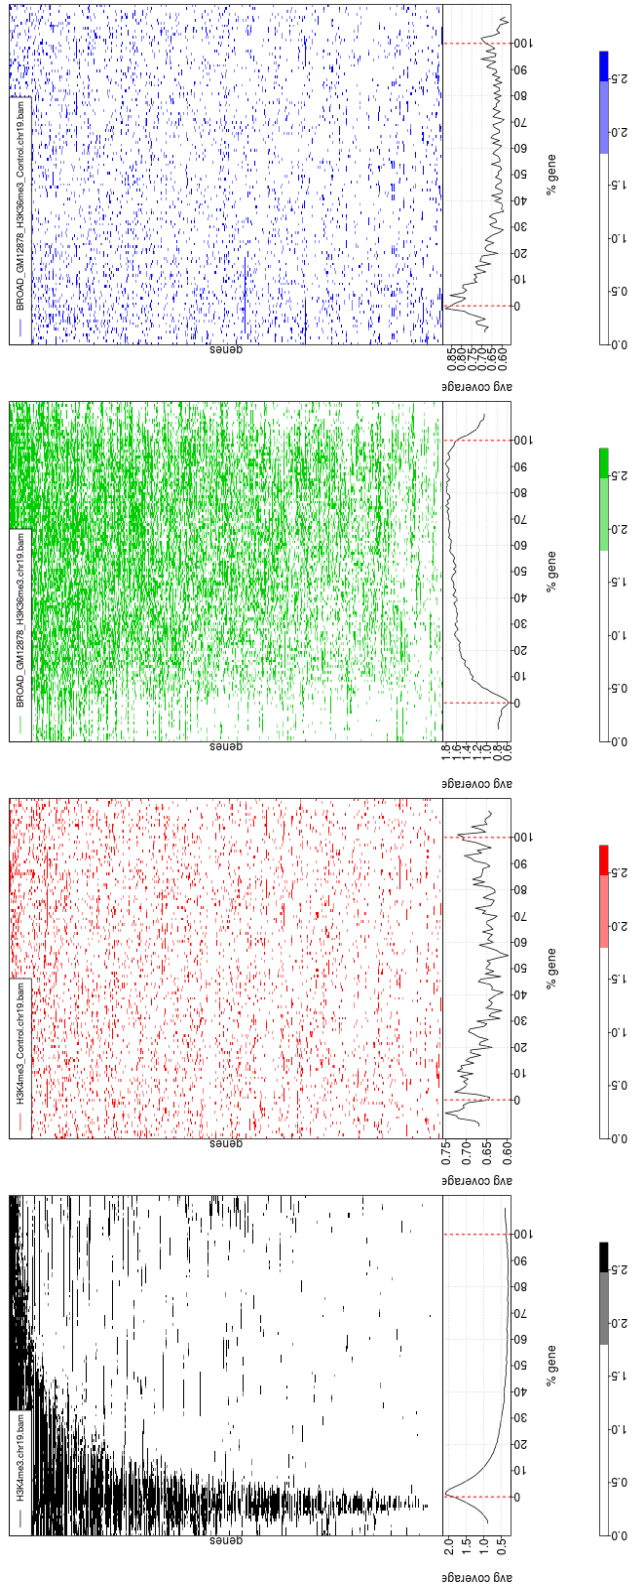 H3K4me3.chr19.bam
genes
avg coverage
0.5 1.0 1.5 2.0
0 10 20 30 40 50 60 70 80 90 100
% gene
0.0 0.5 1.0 1.5 2.0 2.5
H3K4me3_Control.chr19.bam
genes
avg coverage
0.60 0.65 0.70 0.75
0 10 20 30 40 50 60 70 80 90 100
% gene
0.0 0.5 1.0 1.5 2.0 2.5
BROAD_GM12878_H3K36me3.chr19.bam
genes
avg coverage
0.6 0.8 1.0 1.2 1.4 1.6 1.8
0 10 20 30 40 50 60 70 80 90 100
% gene
0.0 0.5 1.0 1.5 2.0 2.5
BROAD_GM12878_H3K36me3_Control.chr19.bam
genes
avg coverage
0.60 0.65 0.70 0.75 0.80 0.85
0 10 20 30 40 50 60 70 80 90 100
% gene
0.0 0.5 1.0 1.5 2.0 2.5